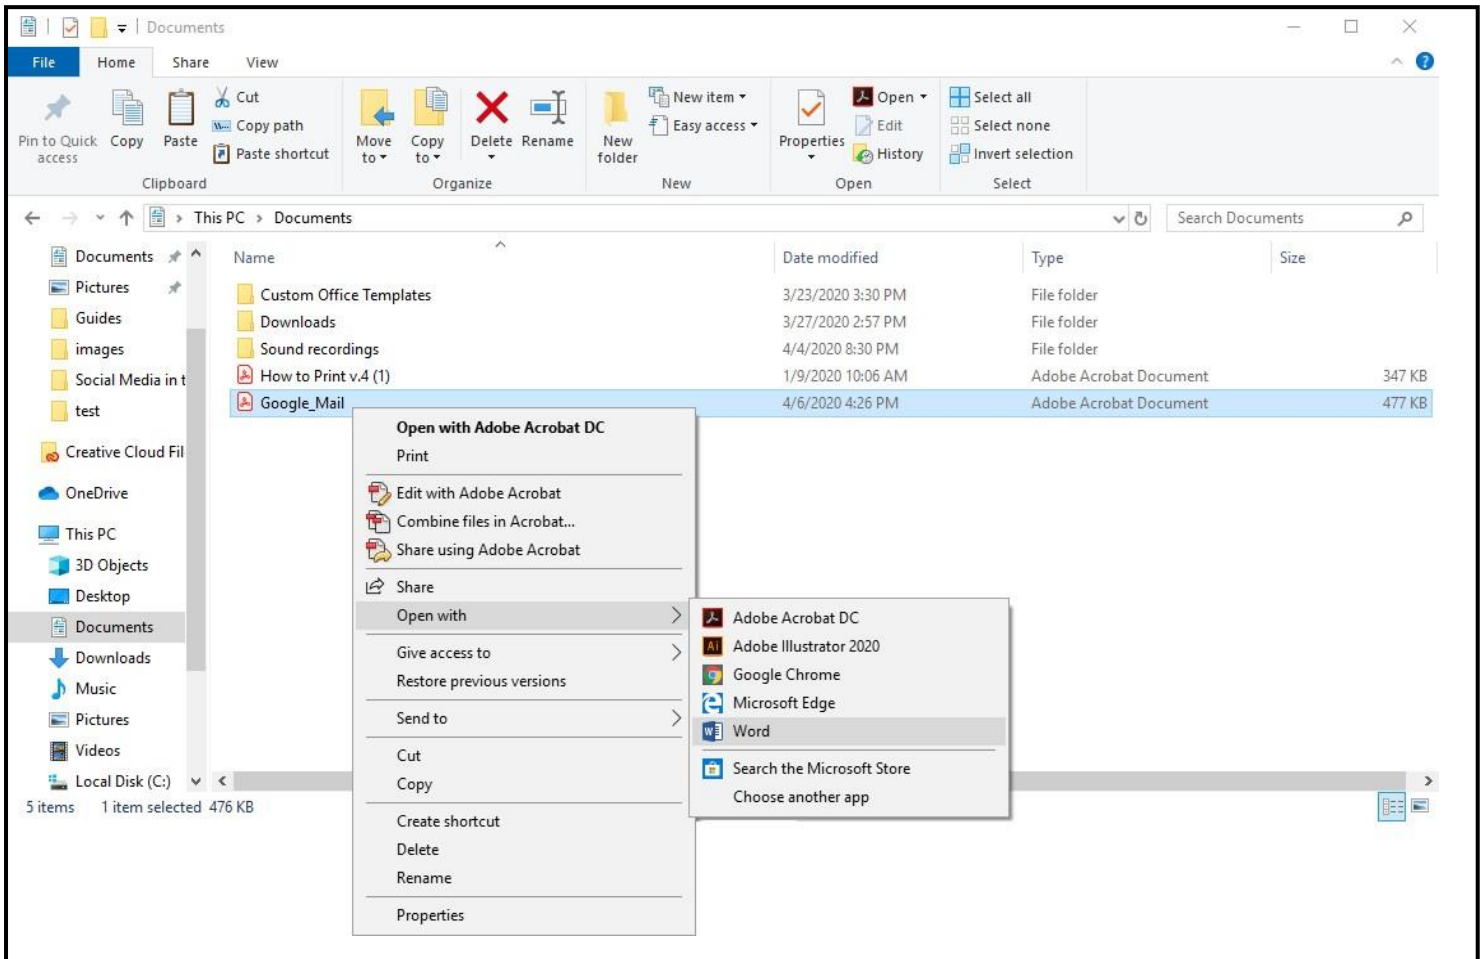 Documents
File Home Share View
Pin to Quick access
Copy
Paste
Cut
Copy path
Paste shortcut
Clipboard
Move to
Copy to
Delete
Rename
Organize
New folder
New item
Easy access
New
Properties
Open
Edit
History
Open
Select all
Select none
Invert selection
Select
This PC > Documents
Search Documents
Documents
Pictures
Guides
images
Social Media in t
test
Creative Cloud Fil
OneDrive
This PC
3D Objects
Desktop
Documents
Downloads
Music
Pictures
Videos
Local Disk (C:)
Name Date modified Type Size
Custom Office Templates 3/23/2020 3:30 PM File folder
Downloads 3/27/2020 2:57 PM File folder
Sound recordings 4/4/2020 8:30 PM File folder
How to Print v.4 (1) 1/9/2020 10:06 AM Adobe Acrobat Document 347 KB
Google_Mail 4/6/2020 4:26 PM Adobe Acrobat Document 477 KB
Open with Adobe Acrobat DC
Print
Edit with Adobe Acrobat
Combine files in Acrobat...
Share using Adobe Acrobat
Share
Open with
Give access to
Restore previous versions
Send to
Cut
Copy
Create shortcut
Delete
Rename
Properties
Adobe Acrobat DC
Adobe Illustrator 2020
Google Chrome
Microsoft Edge
Word
Search the Microsoft Store
Choose another app
5 items 1 item selected 476 KB